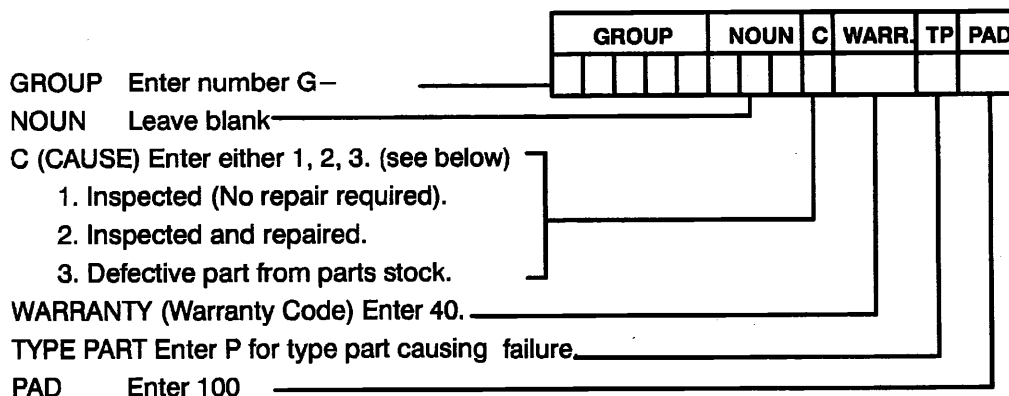 GROUP NOUN C WARR. TP PAD
GROUP Enter number G–
NOUN Leave blank
C (CAUSE) Enter either 1, 2, 3. (see below)
1. Inspected (No repair required).
2. Inspected and repaired.
3. Defective part from parts stock.
WARRANTY (Warranty Code) Enter 40.
TYPE PART Enter P for type part causing failure.
PAD Enter 100